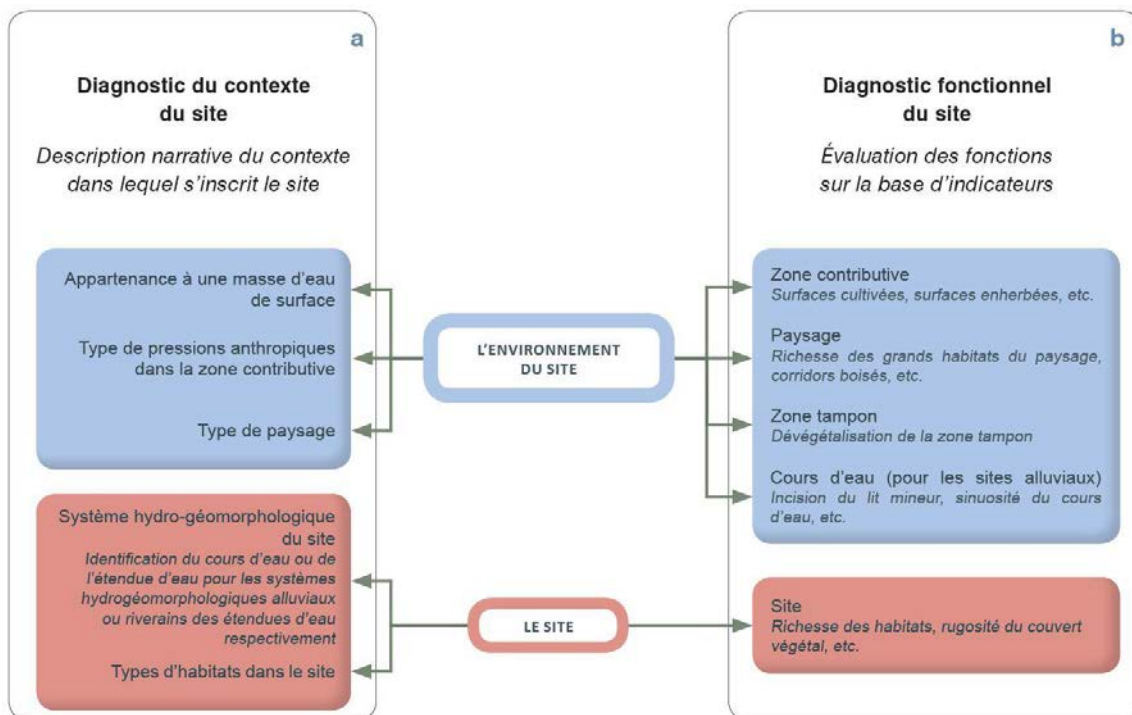 a
Diagnostic du contexte
du site
Description narrative du contexte
dans lequel s'inscrit le site
Appartenance à une masse d'eau
de surface
Type de pressions anthropiques
dans la zone contributive
Type de paysage
Système hydro-géomorphologique
du site
Identification du cours d'eau ou de
l'étendue d'eau pour les systèmes
hydrogéomorphologiques alluviaux
ou riverains des étendues d'eau
respectivement
Types d'habitats dans le site
L'ENVIRONNEMENT
DU SITE
LE SITE
b
Diagnostic fonctionnel
du site
Évaluation des fonctions
sur la base d'indicateurs
Zone contributive
Surfaces cultivées, surfaces enherbées, etc.
Paysage
Richesse des grands habitats du paysage,
corridors boisés, etc.
Zone tampon
Dévégétalisation de la zone tampon
Cours d'eau (pour les sites alluviaux)
Incision du lit mineur, sinuosité du cours
d'eau, etc.
Site
Richesse des habitats, rugosité du couvert
végétal, etc.